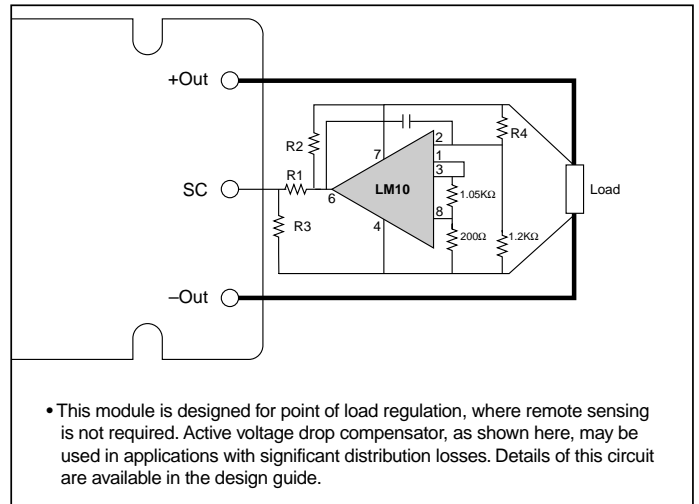 +Out
R4
R2
2
7
1
R1
3
SC
LM10
1.05KΩ
Load
6
8
R3
4
200Ω
1.2KΩ
–Out
• This module is designed for point of load regulation, where remote sensing
is not required. Active voltage drop compensator, as shown here, may be
used in applications with significant distribution losses. Details of this circuit
are available in the design guide.